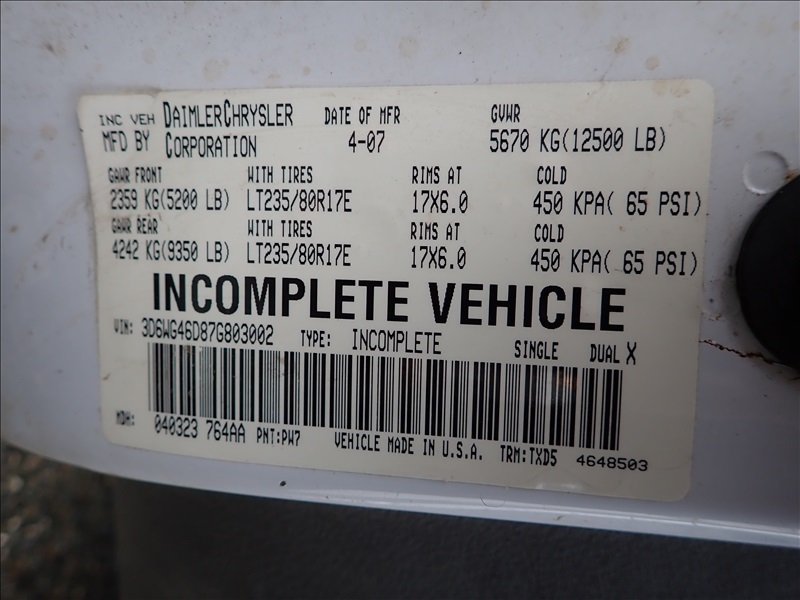 INC VEH DAIMLERCHRYSLER DATE OF MFR GVWR
MFD BY CORPORATION 4-07 5670 KG(12500 LB)
GAWR FRONT WITH TIRES RIMS AT COLD
2359 KG(5200 LB) LT235/80R17E 17X6.0 450 KPA( 65 PSI)
GAWR REAR WITH TIRES RIMS AT COLD
4242 KG(9350 LB) LT235/80R17E 17X6.0 450 KPA( 65 PSI)
INCOMPLETE VEHICLE
VIN: 3D6WG46D87G803002 TYPE: INCOMPLETE SINGLE DUAL X
MDH: 040323 764AA PNT:PW7 VEHICLE MADE IN U.S.A. TRM:TXD5 4648503